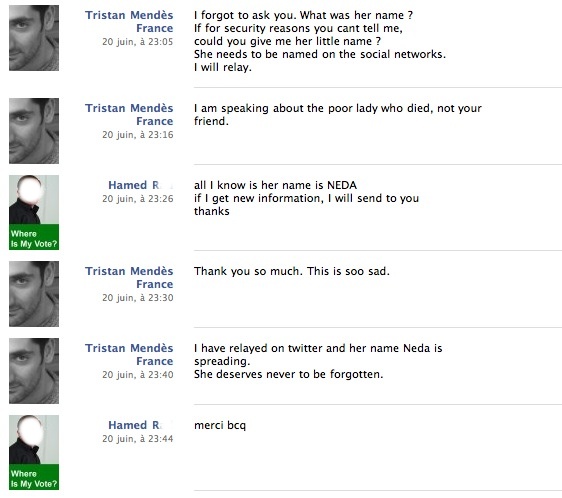 Tristan Mendès
France
20 juin, à 23:05
I forgot to ask you. What was her name ?
If for security reasons you cant tell me,
could you give me her little name ?
She needs to be named on the social networks.
I will relay.
Tristan Mendès
France
20 juin, à 23:16
I am speaking about the poor lady who died, not your
friend.
Hamed R
20 juin, à 23:26
Where
Is My Vote?
all I know is her name is NEDA
if I get new information, I will send to you
thanks
Tristan Mendès
France
20 juin, à 23:30
Thank you so much. This is soo sad.
Tristan Mendès
France
20 juin, à 23:40
I have relayed on twitter and her name Neda is
spreading.
She deserves never to be forgotten.
Hamed R
20 juin, à 23:44
Where
Is My Vote?
merci bcq